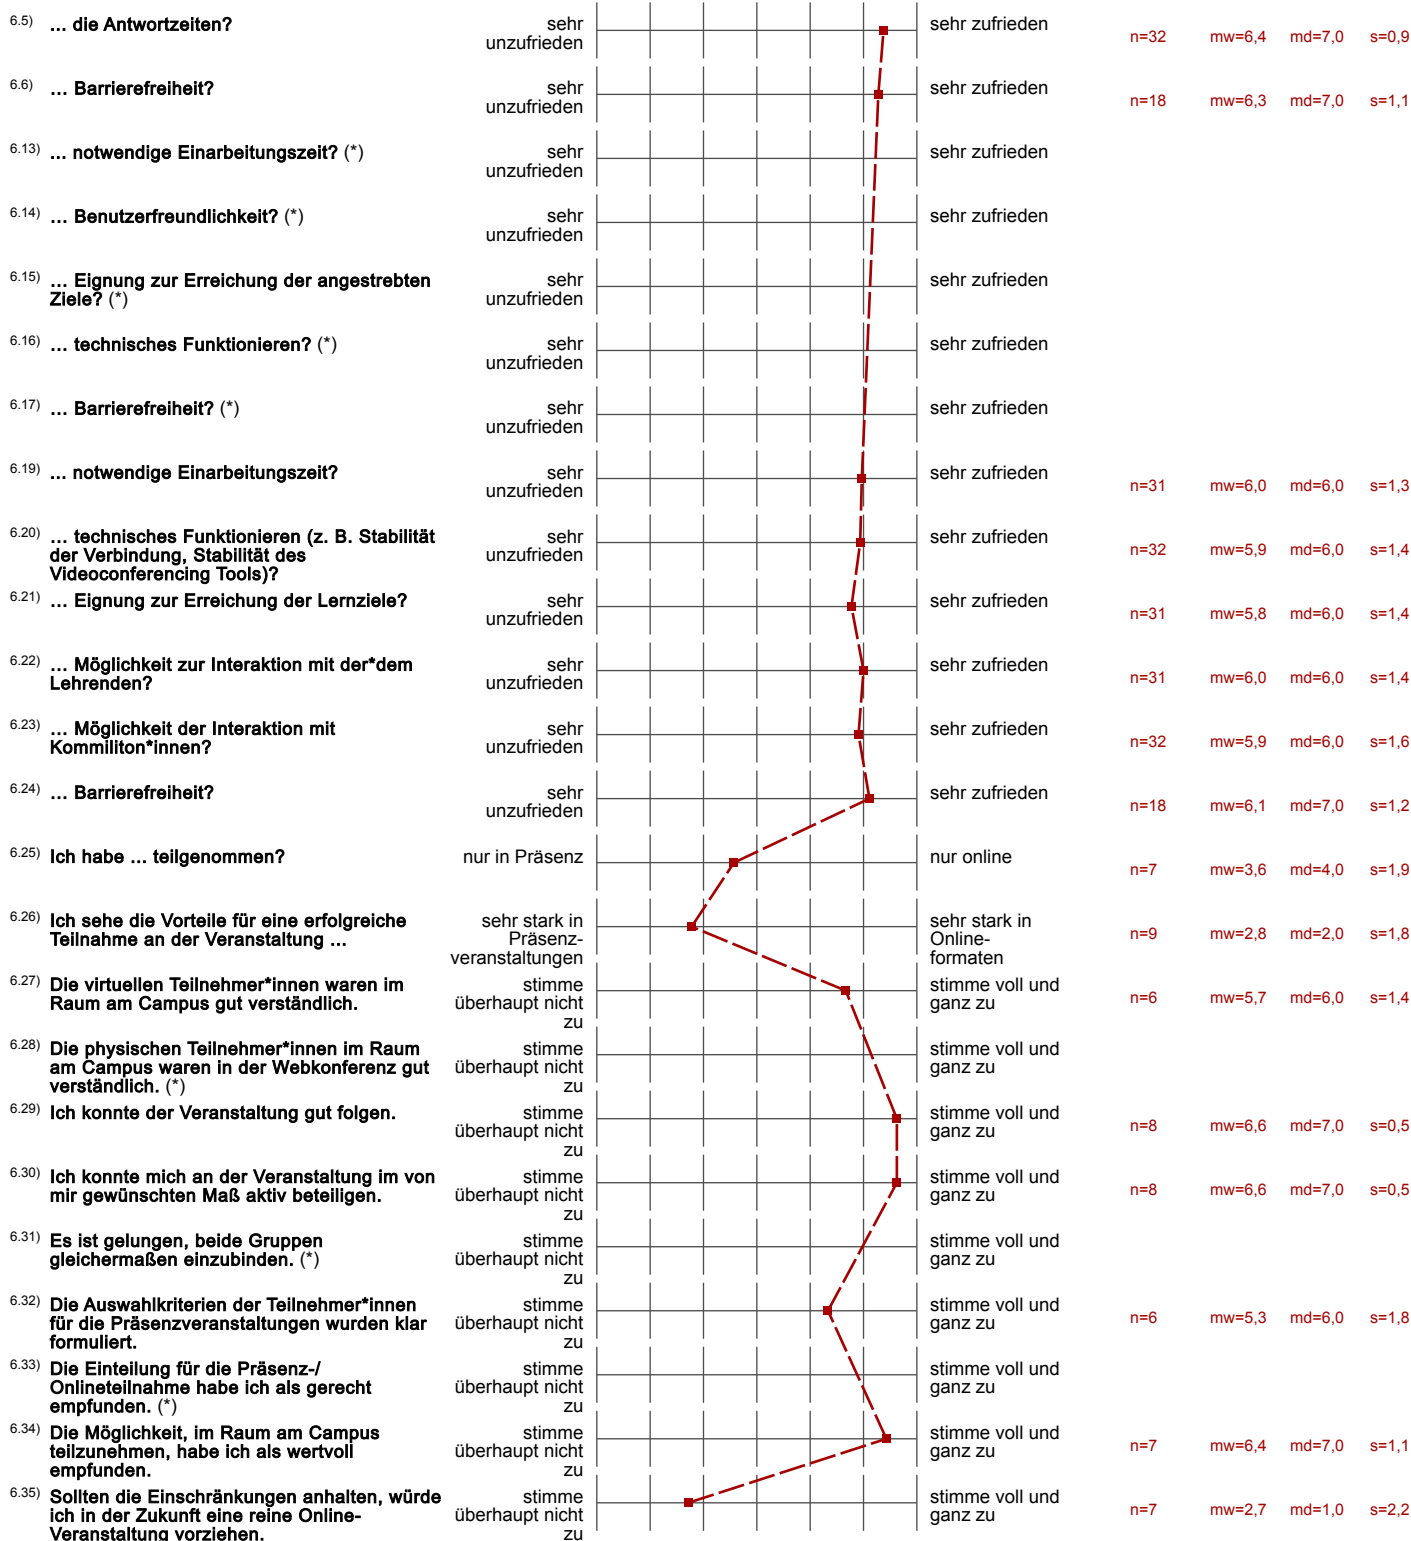 6.5) ... die Antwortzeiten? sehr unzufrieden sehr zufrieden n=32 mw=6,4 md=7,0 s=0,9
6.6) ... Barrierefreiheit? sehr unzufrieden sehr zufrieden n=18 mw=6,3 md=7,0 s=1,1
6.13) ... notwendige Einarbeitungszeit? (*) sehr unzufrieden sehr zufrieden
6.14) ... Benutzerfreundlichkeit? (*) sehr unzufrieden sehr zufrieden
6.15) ... Eignung zur Erreichung der angestrebten
Ziele? (*) sehr unzufrieden sehr zufrieden
6.16) ... technisches Funktionieren? (*) sehr unzufrieden sehr zufrieden
6.17) ... Barrierefreiheit? (*) sehr unzufrieden sehr zufrieden
6.19) ... notwendige Einarbeitungszeit? sehr unzufrieden sehr zufrieden n=31 mw=6,0 md=6,0 s=1,3
6.20) ... technisches Funktionieren (z. B. Stabilität
der Verbindung, Stabilität des
Videoconferencing Tools)? sehr unzufrieden sehr zufrieden n=32 mw=5,9 md=6,0 s=1,4
6.21) ... Eignung zur Erreichung der Lernziele? sehr unzufrieden sehr zufrieden n=31 mw=5,8 md=6,0 s=1,4
6.22) ... Möglichkeit zur Interaktion mit der*dem
Lehrenden? sehr unzufrieden sehr zufrieden n=31 mw=6,0 md=6,0 s=1,4
6.23) ... Möglichkeit der Interaktion mit
Kommiliton*innen? sehr unzufrieden sehr zufrieden n=32 mw=5,9 md=6,0 s=1,6
6.24) ... Barrierefreiheit? sehr unzufrieden sehr zufrieden n=18 mw=6,1 md=7,0 s=1,2
6.25) Ich habe ... teilgenommen? nur in Präsenz nur online n=7 mw=3,6 md=4,0 s=1,9
6.26) Ich sehe die Vorteile für eine erfolgreiche
Teilnahme an der Veranstaltung ... sehr stark in Präsenz-veranstaltungen sehr stark in Online-formaten n=9 mw=2,8 md=2,0 s=1,8
6.27) Die virtuellen Teilnehmer*innen waren im
Raum am Campus gut verständlich. stimme überhaupt nicht zu stimme voll und ganz zu n=6 mw=5,7 md=6,0 s=1,4
6.28) Die physischen Teilnehmer*innen im Raum
am Campus waren in der Webkonferenz gut
verständlich. (*) stimme überhaupt nicht zu stimme voll und ganz zu
6.29) Ich konnte der Veranstaltung gut folgen. stimme überhaupt nicht zu stimme voll und ganz zu n=8 mw=6,6 md=7,0 s=0,5
6.30) Ich konnte mich an der Veranstaltung im von
mir gewünschten Maß aktiv beteiligen. stimme überhaupt nicht zu stimme voll und ganz zu n=8 mw=6,6 md=7,0 s=0,5
6.31) Es ist gelungen, beide Gruppen
gleichermaßen einzubinden. (*) stimme überhaupt nicht zu stimme voll und ganz zu
6.32) Die Auswahlkriterien der Teilnehmer*innen
für die Präsenzveranstaltungen wurden klar
formuliert. stimme überhaupt nicht zu stimme voll und ganz zu n=6 mw=5,3 md=6,0 s=1,8
6.33) Die Einteilung für die Präsenz-/
Onlineteilnahme habe ich als gerecht
empfunden. (*) stimme überhaupt nicht zu stimme voll und ganz zu
6.34) Die Möglichkeit, im Raum am Campus
teilzunehmen, habe ich als wertvoll
empfunden. stimme überhaupt nicht zu stimme voll und ganz zu n=7 mw=6,4 md=7,0 s=1,1
6.35) Sollten die Einschränkungen anhalten, würde
ich in der Zukunft eine reine Online-
Veranstaltung vorziehen. stimme überhaupt nicht zu stimme voll und ganz zu n=7 mw=2,7 md=1,0 s=2,2